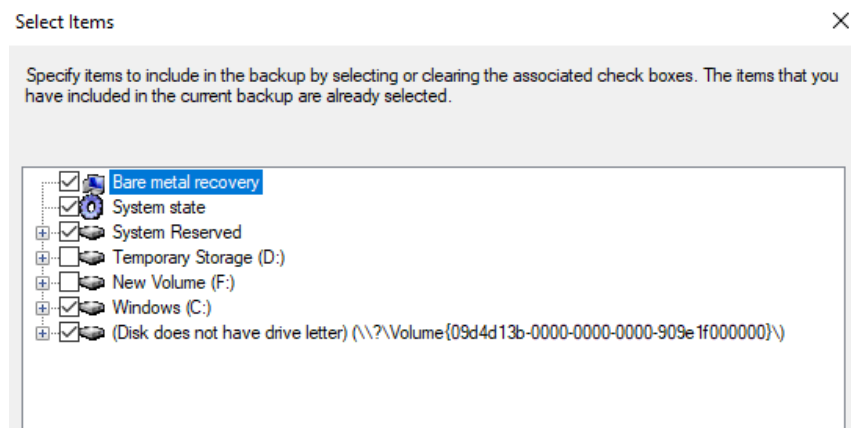 Select Items
Specify items to include in the backup by selecting or clearing the associated check boxes. The items that you
have included in the current backup are already selected.
Bare metal recovery
System state
System Reserved
Temporary Storage (D:)
New Volume (F:)
Windows (C:)
(Disk does not have drive letter) (\\?\Volume{09d4d13b-0000-0000-0000-909e1f000000}\)